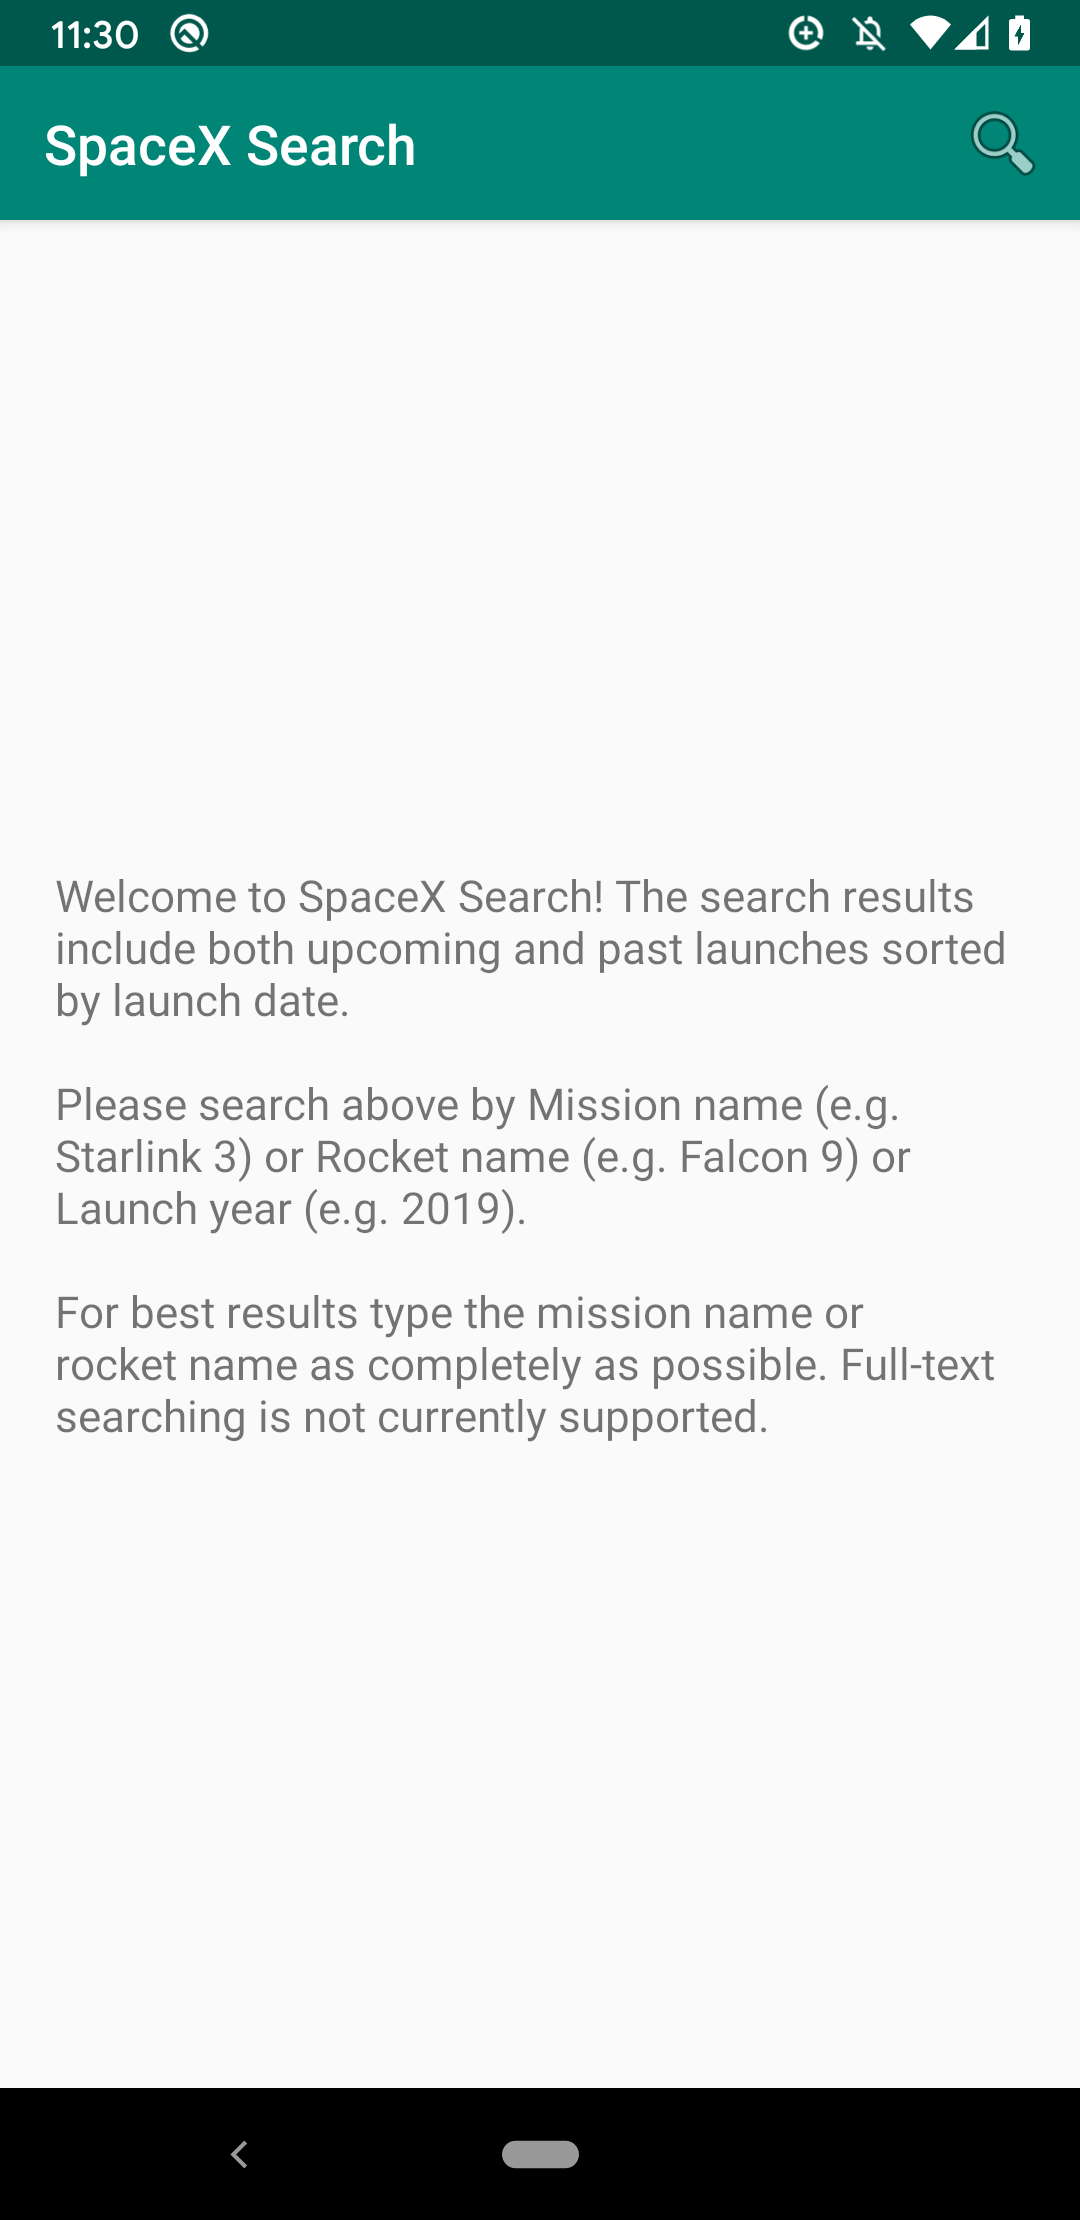 11:30
SpaceX Search
Welcome to SpaceX Search! The search results
include both upcoming and past launches sorted
by launch date.
Please search above by Mission name (e.g.
Starlink 3) or Rocket name (e.g. Falcon 9) or
Launch year (e.g. 2019).
For best results type the mission name or
rocket name as completely as possible. Full-text
searching is not currently supported.